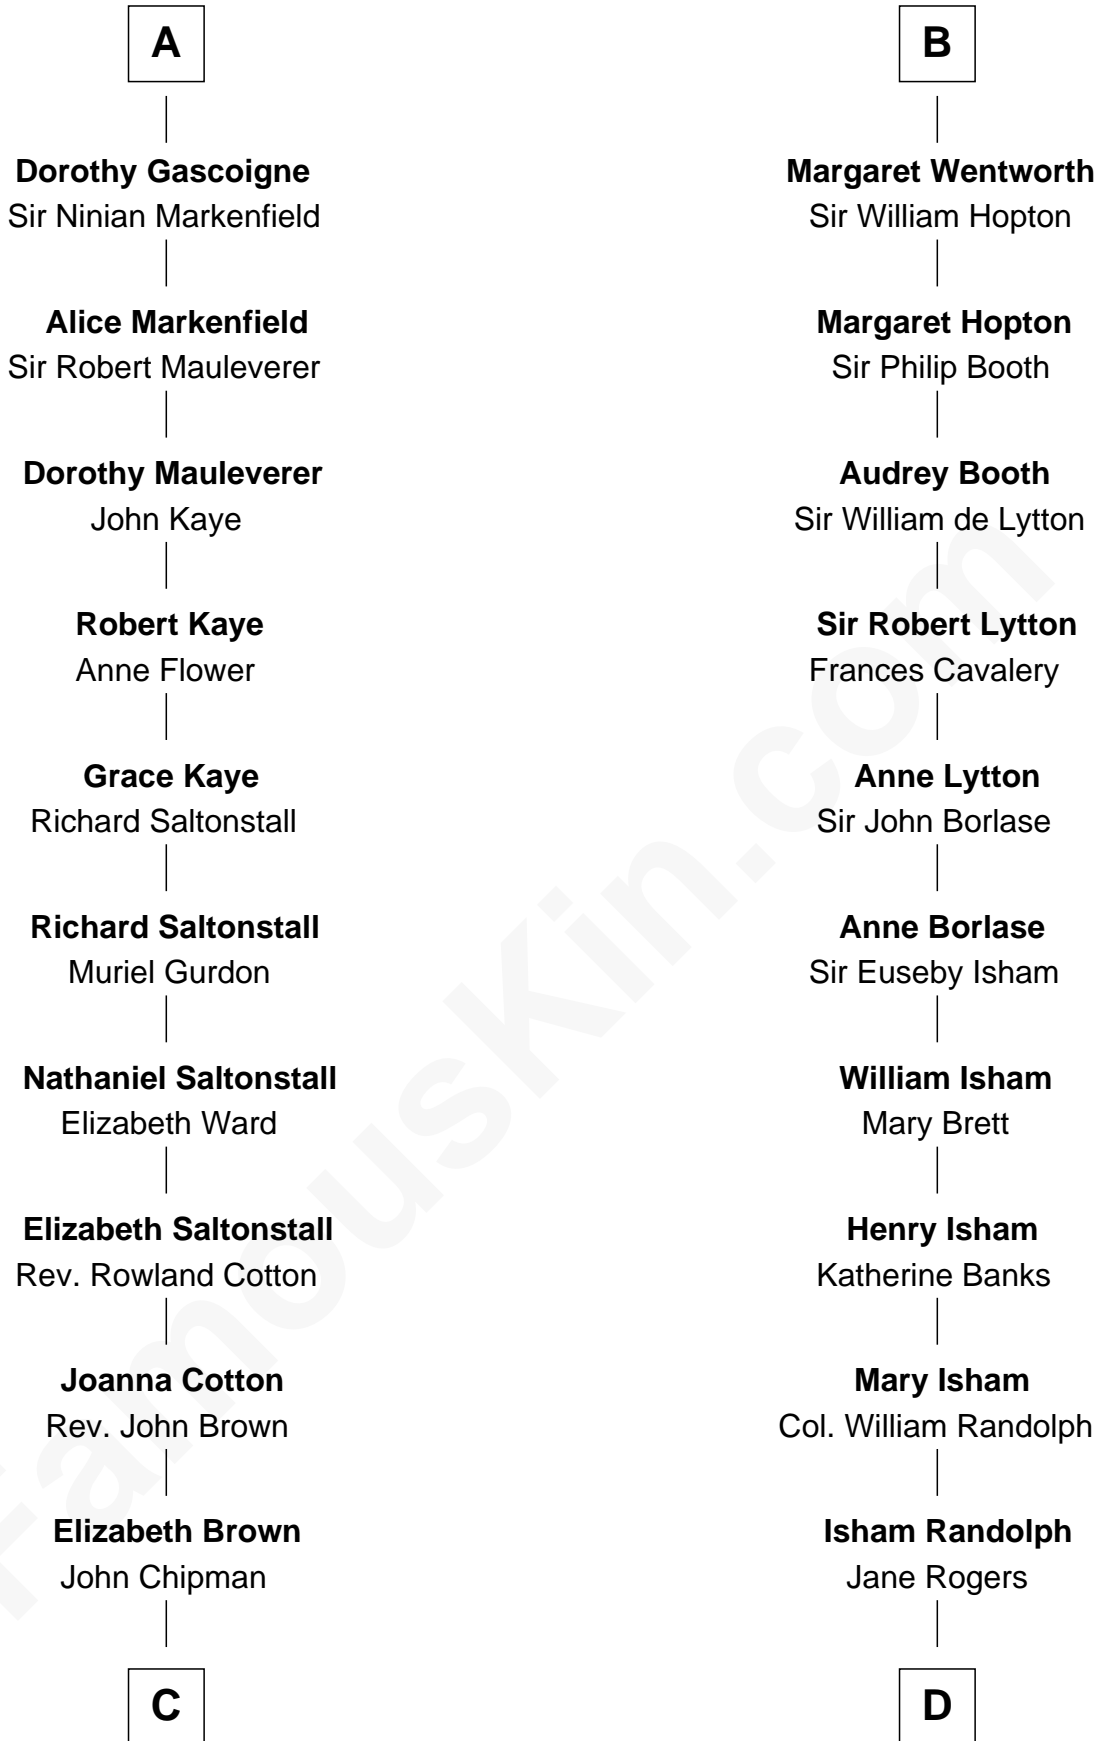 A
Dorothy Gascoigne
Sir Ninian Markenfield
Alice Markenfield
Sir Robert Mauleverer
Dorothy Mauleverer
John Kaye
Robert Kaye
Anne Flower
Grace Kaye
Richard Saltonstall
Richard Saltonstall
Muriel Gurdon
Nathaniel Saltonstall
Elizabeth Ward
Elizabeth Saltonstall
Rev. Rowland Cotton
Joanna Cotton
Rev. John Brown
Elizabeth Brown
John Chipman
C
B
Margaret Wentworth
Sir William Hopton
Margaret Hopton
Sir Philip Booth
Audrey Booth
Sir William de Lytton
Sir Robert Lytton
Frances Cavalery
Anne Lytton
Sir John Borlase
Anne Borlase
Sir Euseby Isham
William Isham
Mary Brett
Henry Isham
Katherine Banks
Mary Isham
Col. William Randolph
Isham Randolph
Jane Rogers
D
FamousKin.com